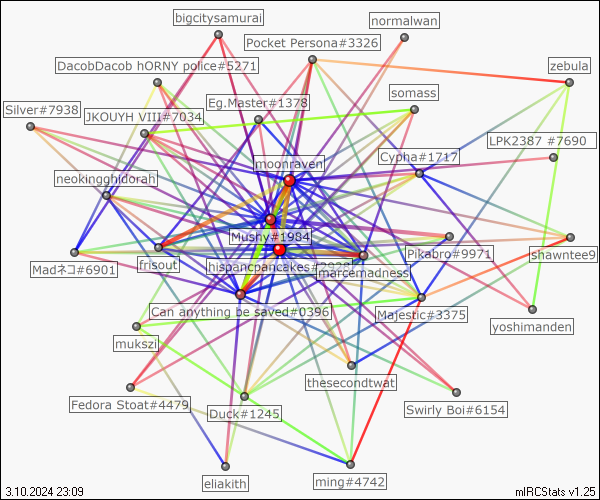 bigcitysamurai
normalwan
Pocket Persona#3326
DacobDacob hORNY police#5271
zebula
somass
Eg.Master#1378
Silver#7938
JKOUYH VIII#7034
LPK2387 #7690
moonraven
Cypha#1717
neokingghidorah
Mushy#1984
Pikabro#9971
shawntee9
Madネコ#6901
frisout
hispancpancakes#2928
marcemadness
Can anything be saved#0396
Majestic#3375
yoshimanden
mukszi
thesecondtwat
Fedora Stoat#4479
Duck#1245
Swirly Boi#6154
eliakith
ming#4742
3.10.2024 23:09
mIRCStats v1.25